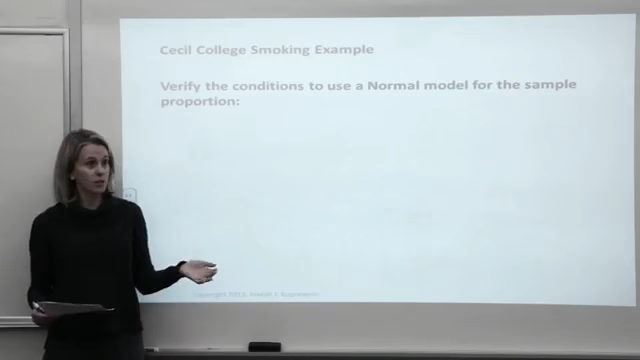 Cecil College Smoking Example
Verify the conditions to use a Normal model for the sample
proportion: